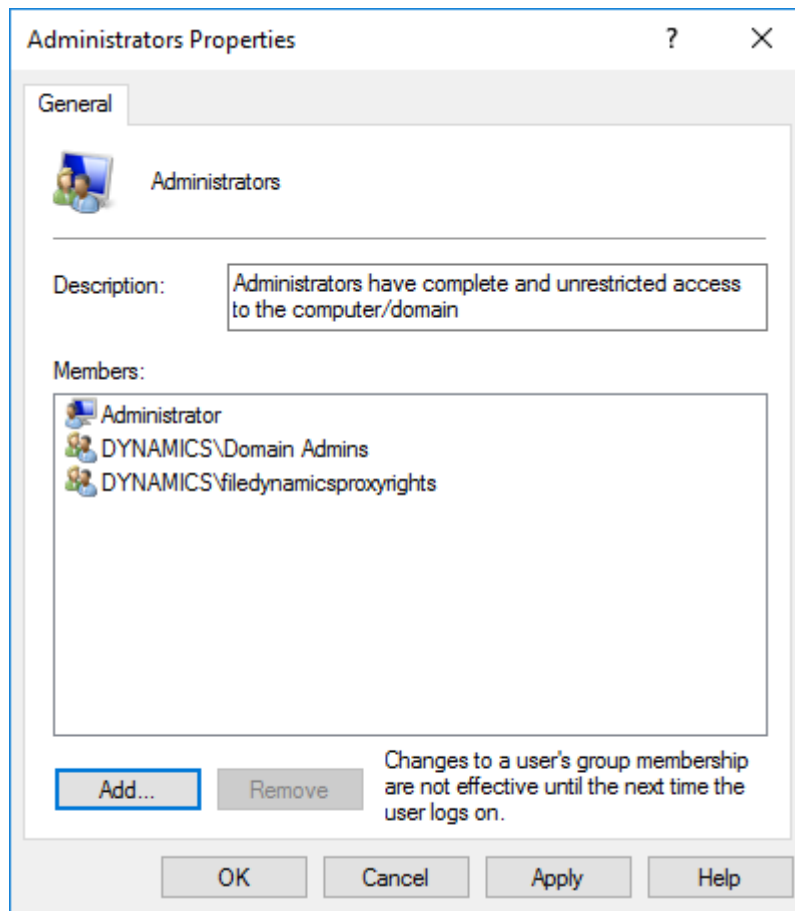 Administrators Properties
?
General
Administrators
Description:
Administrators have complete and unrestricted access
to the computer/domain
Members:
Administrator
DYNAMICS\Domain Admins
DYNAMICS\filedynamicsproxyrights
Add...
Remove
Changes to a user's group membership
are not effective until the next time the
user logs on.
OK
Cancel
Apply
Help